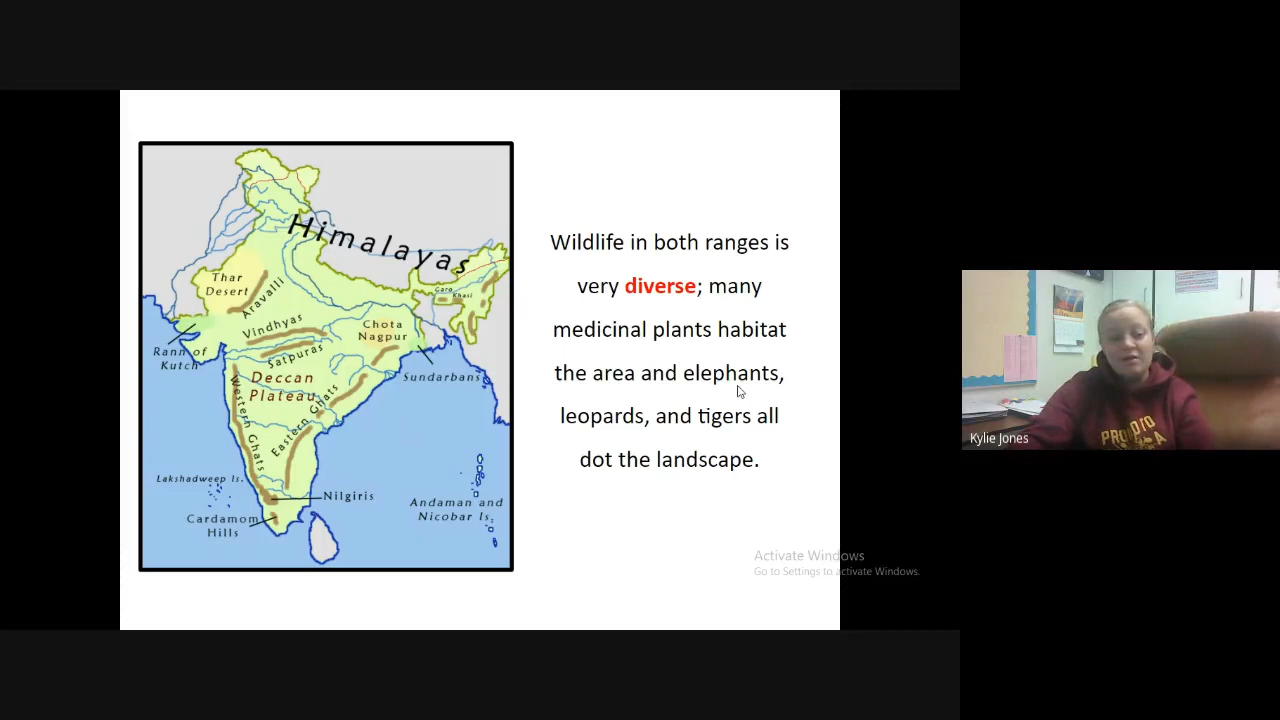 Himalayas
Thar
Desert
Aravalli
Vindhyas
Satpuras
Chota
Nagpur
Garo
Khasi
Rann of
Kutch
Sundarbans
Deccan
Plateau
Western Ghats
Eastern Ghats
Lakshadweep Is.
Nilgiris
Cardamom
Hills
Andaman and
Nicobar Is.
Wildlife in both ranges is
very diverse; many
medicinal plants habitat
the area and elephants,
leopards, and tigers all
dot the landscape.
Activate Windows
Go to Settings to activate Windows.
Kylie Jones